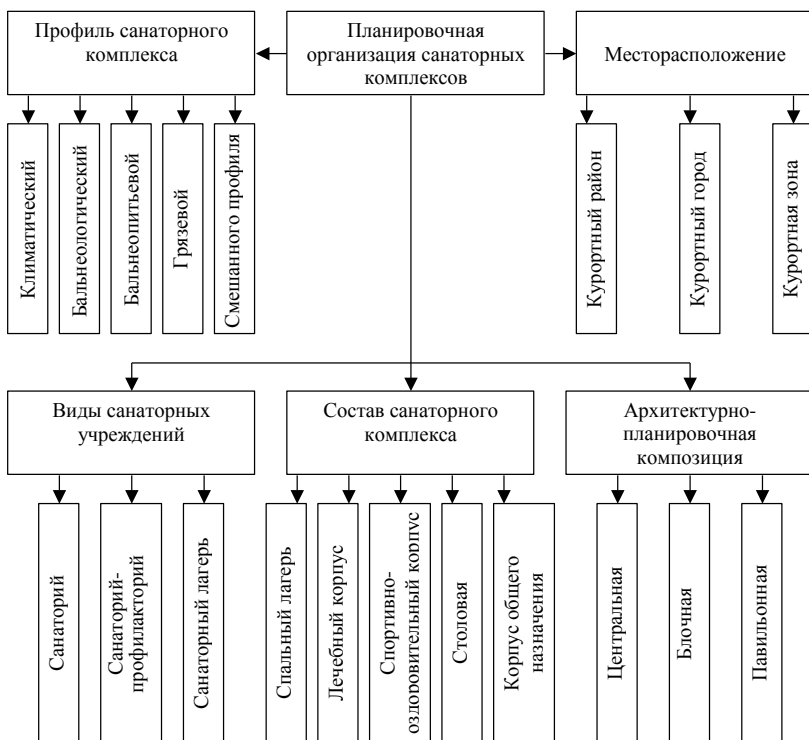 Профиль санаторного
комплекса
Планировочная
организация санаторных
комплексов
Месторасположение
Климатический
Бальнеологический
Бальнеопитьевой
Грязевой
Смешанного профиля
Курортный район
Курортный город
Курортная зона
Виды санаторных
учреждений
Состав санаторного
комплекса
Архитектурно-
планировочная
композиция
Санаторий
Санаторий-
профилакторий
Санаторный лагерь
Спальный лагерь
Лечебный корпус
Спортивно-
оздоровительный корпус
Столовая
Корпус общего
назначения
Центральная
Блочная
Павильонная